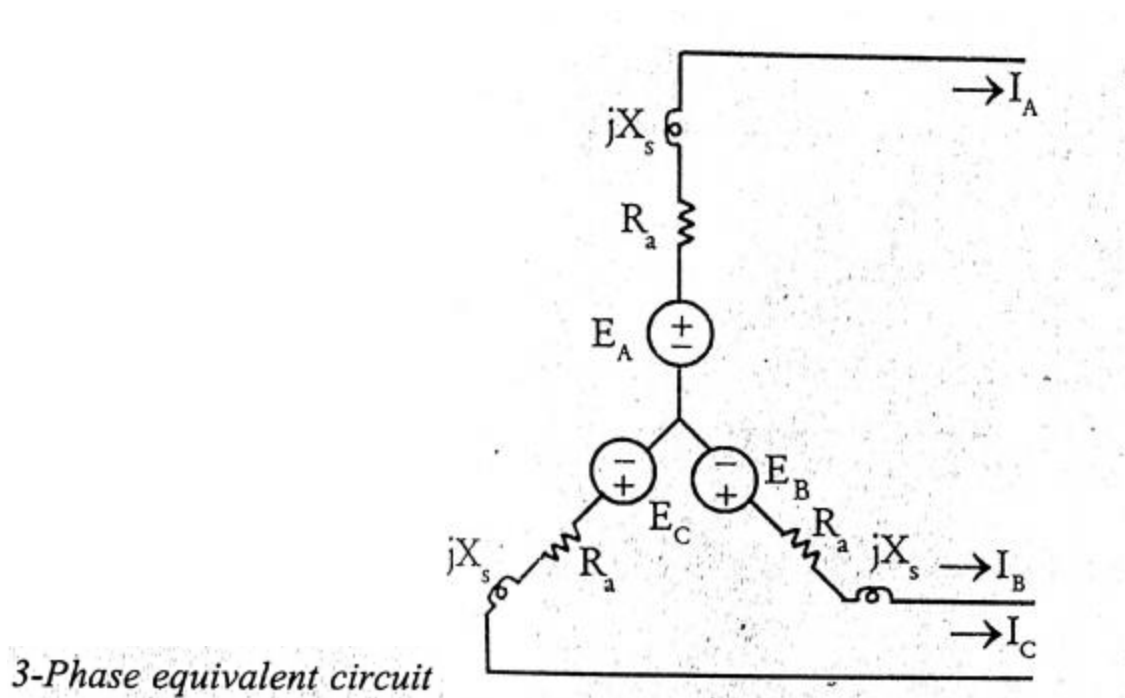 I_A
jX_s
R_a
+
−
E_A
−
+
E_C
−
+
E_B
jX_s
R_a
R_a
jX_s
I_B
I_C
3-Phase equivalent circuit